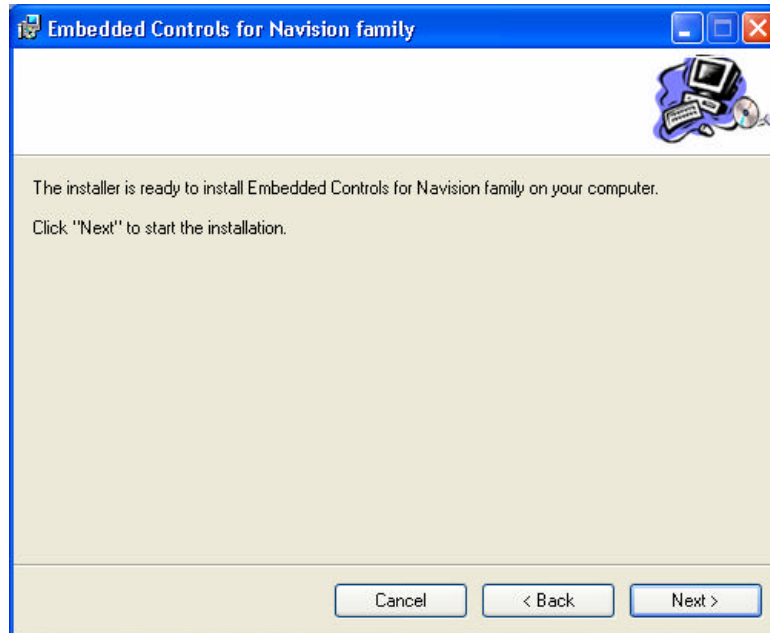 Embedded Controls for Navision family
The installer is ready to install Embedded Controls for Navision family on your computer.
Click "Next" to start the installation.
Cancel
< Back
Next >